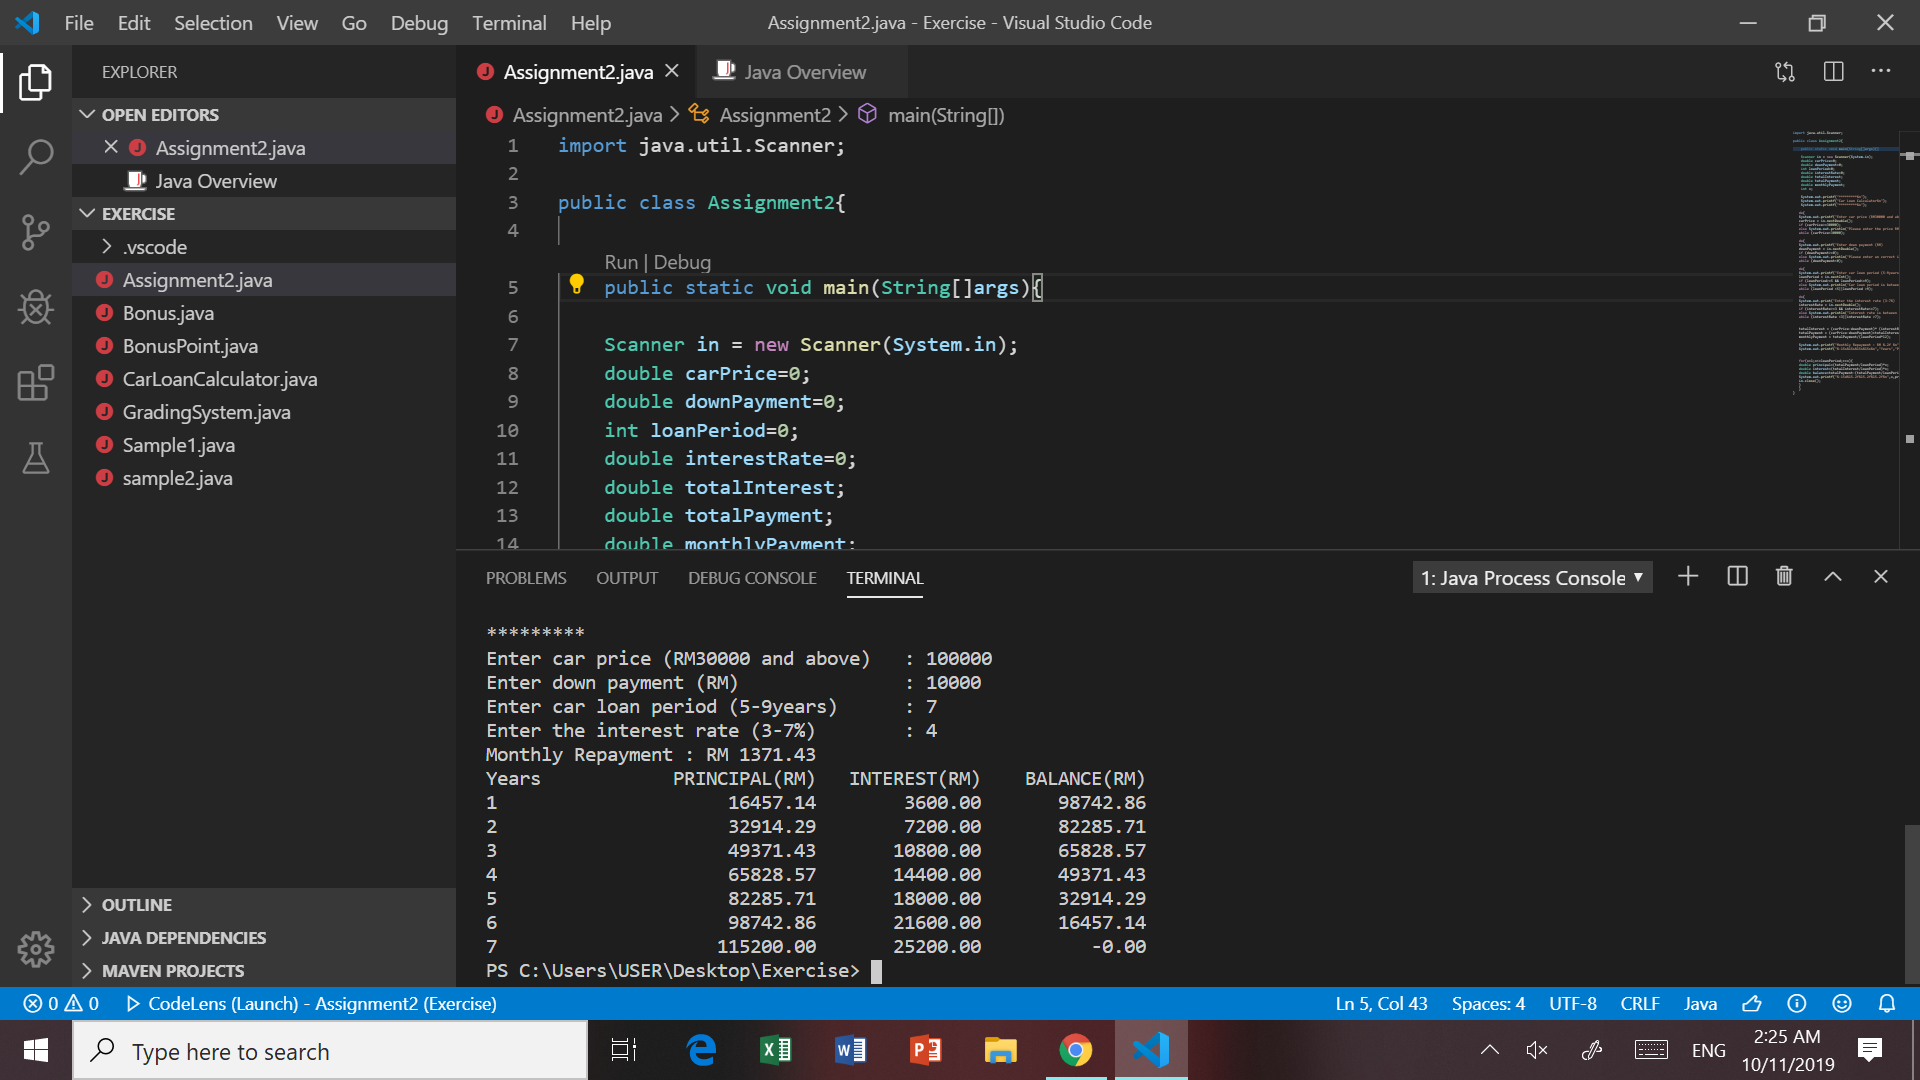 File Edit Selection View Go Debug Terminal Help
Assignment2.java - Exercise - Visual Studio Code
EXPLORER
OPEN EDITORS
Assignment2.java
Java Overview
EXERCISE
.vscode
Assignment2.java
Bonus.java
BonusPoint.java
CarLoanCalculator.java
GradingSystem.java
Sample1.java
sample2.java
OUTLINE
JAVA DEPENDENCIES
MAVEN PROJECTS
Assignment2.java
Java Overview
Assignment2.java > Assignment2 > main(String[])
1 import java.util.Scanner;
2
3 public class Assignment2{
4
Run | Debug
5 public static void main(String[]args){
6
7 Scanner in = new Scanner(System.in);
8 double carPrice=0;
9 double downPayment=0;
10 int loanPeriod=0;
11 double interestRate=0;
12 double totalInterest;
13 double totalPayment;
14 double monthlyPayment;
PROBLEMS OUTPUT DEBUG CONSOLE TERMINAL
1: Java Process Console
*********
Enter car price (RM30000 and above) : 100000
Enter down payment (RM) : 10000
Enter car loan period (5-9years) : 7
Enter the interest rate (3-7%) : 4
Monthly Repayment : RM 1371.43
Years PRINCIPAL(RM) INTEREST(RM) BALANCE(RM)
1 16457.14 3600.00 98742.86
2 32914.29 7200.00 82285.71
3 49371.43 10800.00 65828.57
4 65828.57 14400.00 49371.43
5 82285.71 18000.00 32914.29
6 98742.86 21600.00 16457.14
7 115200.00 25200.00 -0.00
PS C:\Users\USER\Desktop\Exercise>
0 0 CodeLens (Launch) - Assignment2 (Exercise)
Ln 5, Col 43 Spaces: 4 UTF-8 CRLF Java
Type here to search
ENG
2:25 AM
10/11/2019